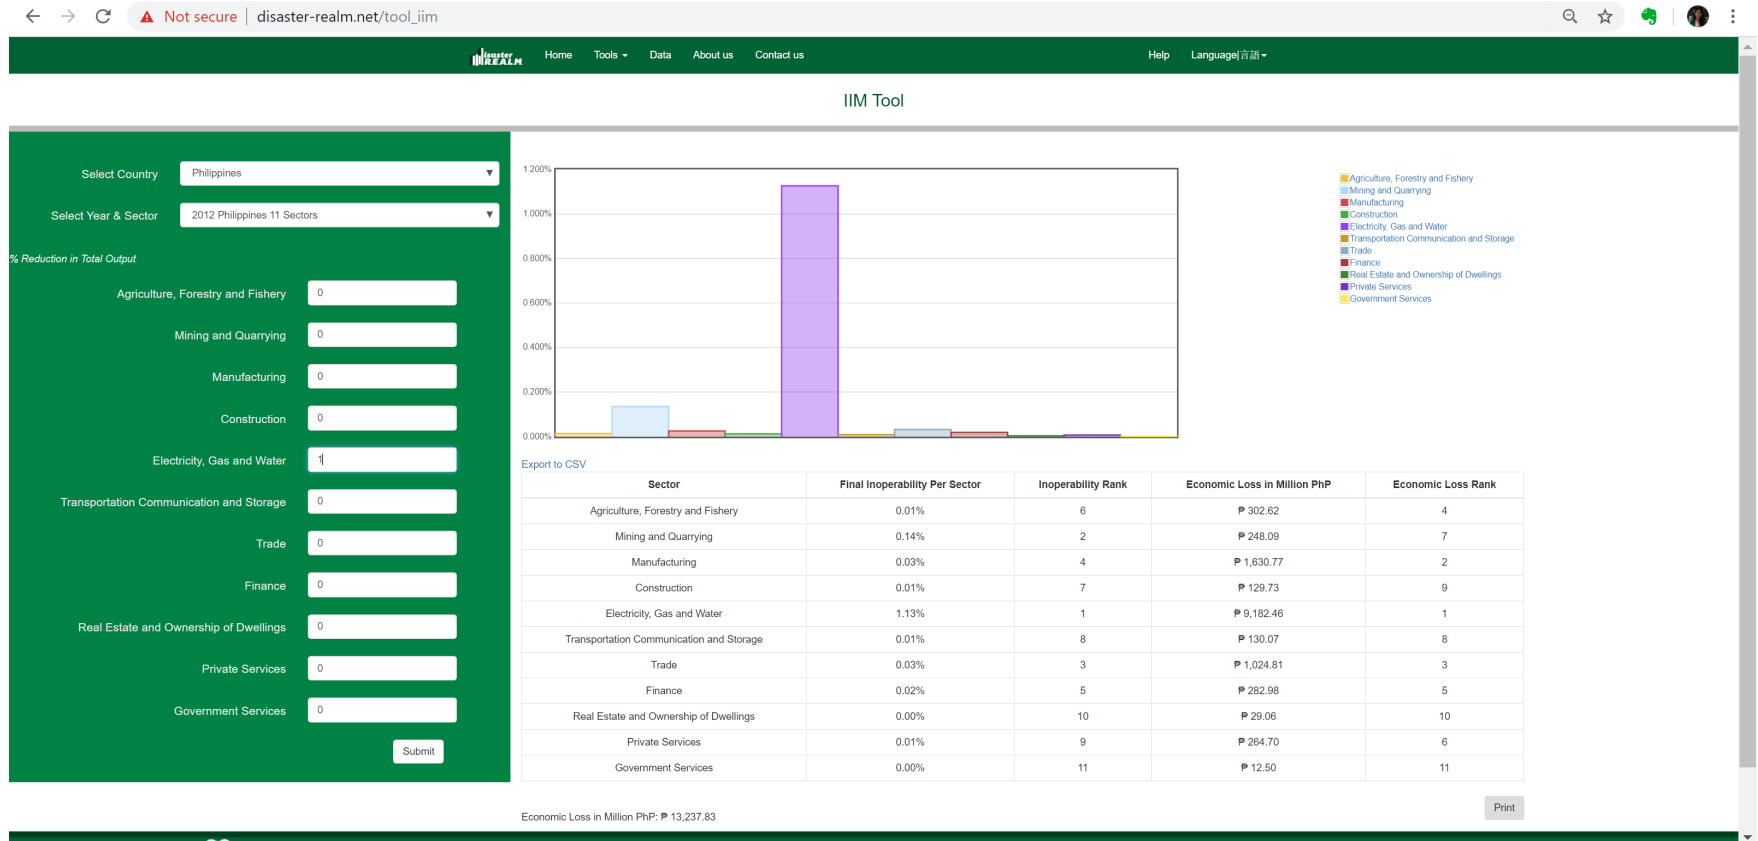 Not secure | disaster-realm.net/tool_iim
isaster REALM Home Tools Data About us Contact us Help Language|言語
IIM Tool
Select Country Philippines
Select Year & Sector 2012 Philippines 11 Sectors
% Reduction in Total Output
Agriculture, Forestry and Fishery 0
Mining and Quarrying 0
Manufacturing 0
Construction 0
Electricity, Gas and Water 1
Transportation Communication and Storage 0
Trade 0
Finance 0
Real Estate and Ownership of Dwellings 0
Private Services 0
Government Services 0
Submit
1.200%
1.000%
0.800%
0.600%
0.400%
0.200%
0.000%
Agriculture, Forestry and Fishery
Mining and Quarrying
Manufacturing
Construction
Electricity, Gas and Water
Transportation Communication and Storage
Trade
Finance
Real Estate and Ownership of Dwellings
Private Services
Government Services
Export to CSV
Sector Final Inoperability Per Sector Inoperability Rank Economic Loss in Million PhP Economic Loss Rank
Agriculture, Forestry and Fishery 0.01% 6 ₱ 302.62 4
Mining and Quarrying 0.14% 2 ₱ 248.09 7
Manufacturing 0.03% 4 ₱ 1,630.77 2
Construction 0.01% 7 ₱ 129.73 9
Electricity, Gas and Water 1.13% 1 ₱ 9,182.46 1
Transportation Communication and Storage 0.01% 8 ₱ 130.07 8
Trade 0.03% 3 ₱ 1,024.81 3
Finance 0.02% 5 ₱ 282.98 5
Real Estate and Ownership of Dwellings 0.00% 10 ₱ 29.06 10
Private Services 0.01% 9 ₱ 264.70 6
Government Services 0.00% 11 ₱ 12.50 11
Print
Economic Loss in Million PhP: ₱ 13,237.83